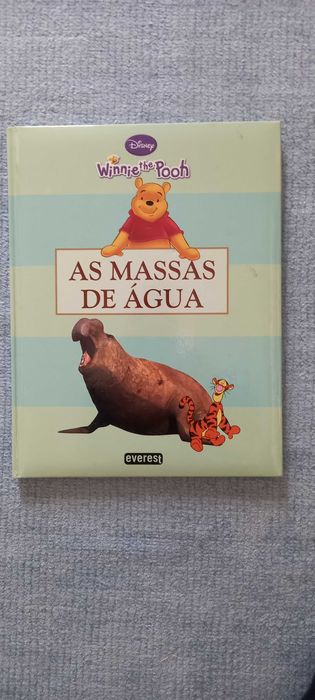 Disney
Winnie the Pooh
AS MASSAS
DE ÁGUA
everest